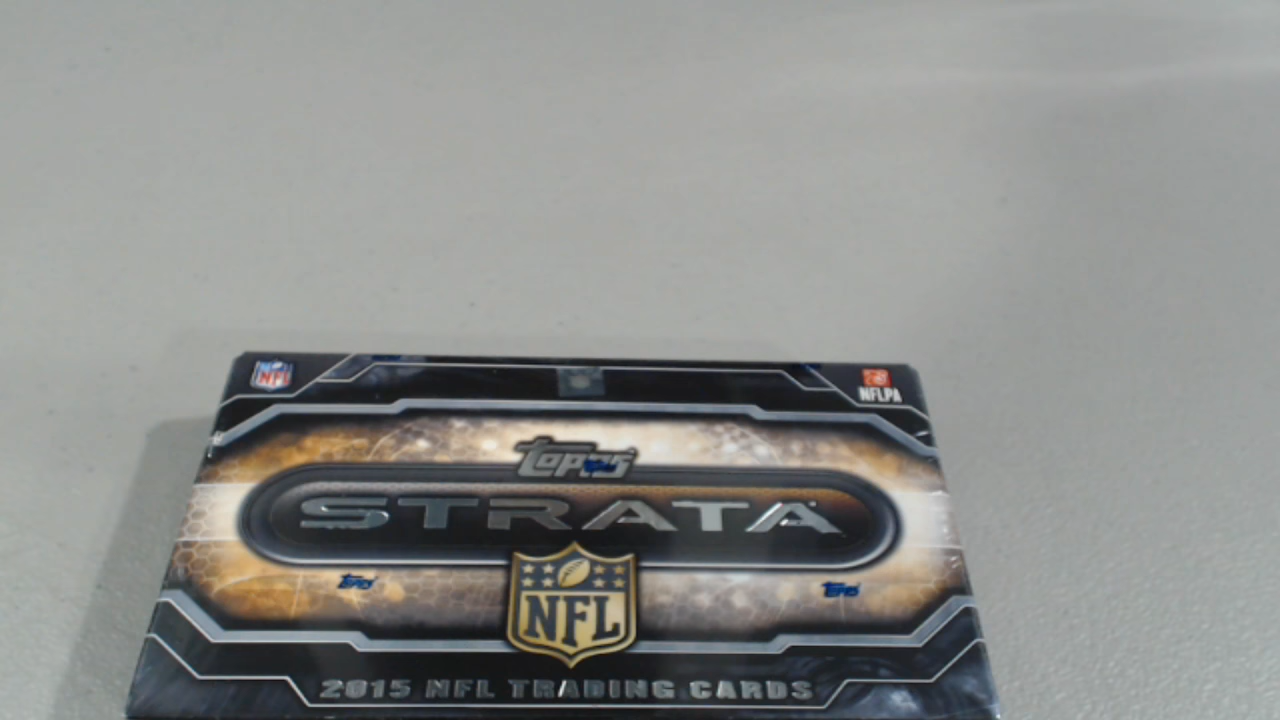 NFL
NFLPA
Topps
STRATA
Topps
Topps
NFL
2015 NFL TRADING CARDS